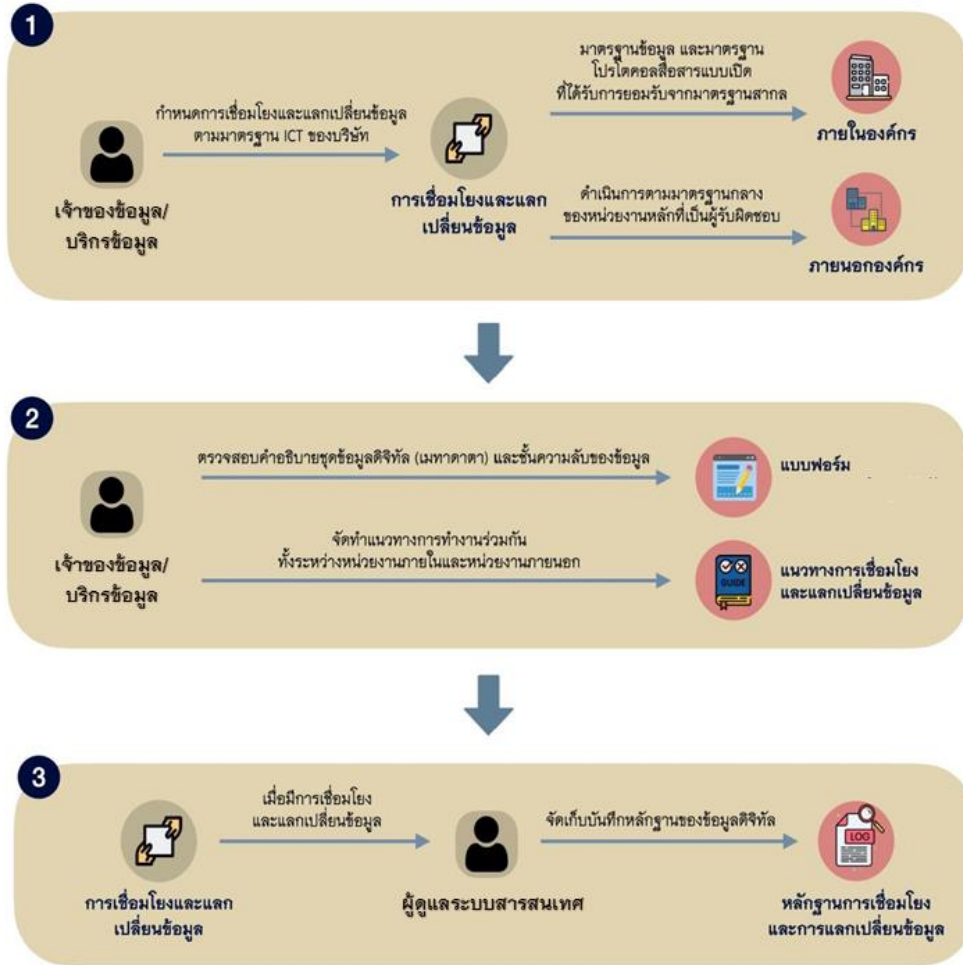 1
กำหนดการเชื่อมโยงและแลกเปลี่ยนข้อมูล
ตามมาตรฐาน ICT ของบริษัท
เจ้าของข้อมูล/
บริกรข้อมูล
การเชื่อมโยงและแลก
เปลี่ยนข้อมูล
มาตรฐานข้อมูล และมาตรฐาน
โปรโตคอลสื่อสารแบบเปิด
ที่ได้รับการยอมรับจากมาตรฐานสากล
ภายในองค์กร
ดำเนินการตามมาตรฐานกลาง
ของหน่วยงานหลักที่เป็นผู้รับผิดชอบ
ภายนอกองค์กร
2
ตรวจสอบคำอธิบายชุดข้อมูลดิจิทัล (เมทาดาตา) และชั้นความลับของข้อมูล
แบบฟอร์ม
เจ้าของข้อมูล/
บริกรข้อมูล
จัดทำแนวทางการทำงานร่วมกัน
ทั้งระหว่างหน่วยงานภายในและหน่วยงานภายนอก
GUIDE
แนวทางการเชื่อมโยง
และแลกเปลี่ยนข้อมูล
3
การเชื่อมโยงและแลก
เปลี่ยนข้อมูล
เมื่อมีการเชื่อมโยง
และแลกเปลี่ยนข้อมูล
ผู้ดูแลระบบสารสนเทศ
จัดเก็บบันทึกหลักฐานของข้อมูลดิจิทัล
LOG
หลักฐานการเชื่อมโยง
และการแลกเปลี่ยนข้อมูล